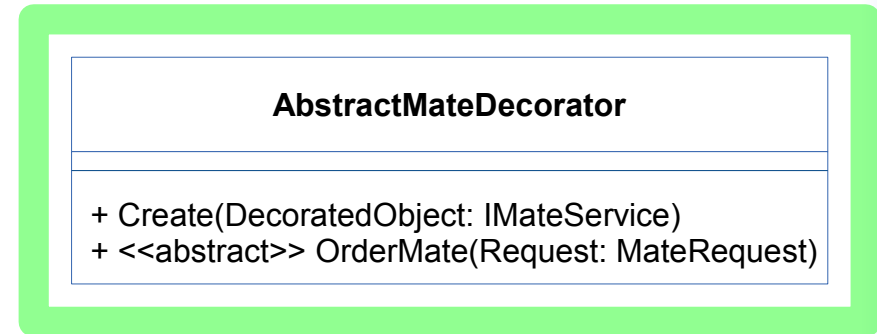 AbstractMateDecorator
+ Create(DecoratedObject: IMateService)
+ <<abstract>> OrderMate(Request: MateRequest)